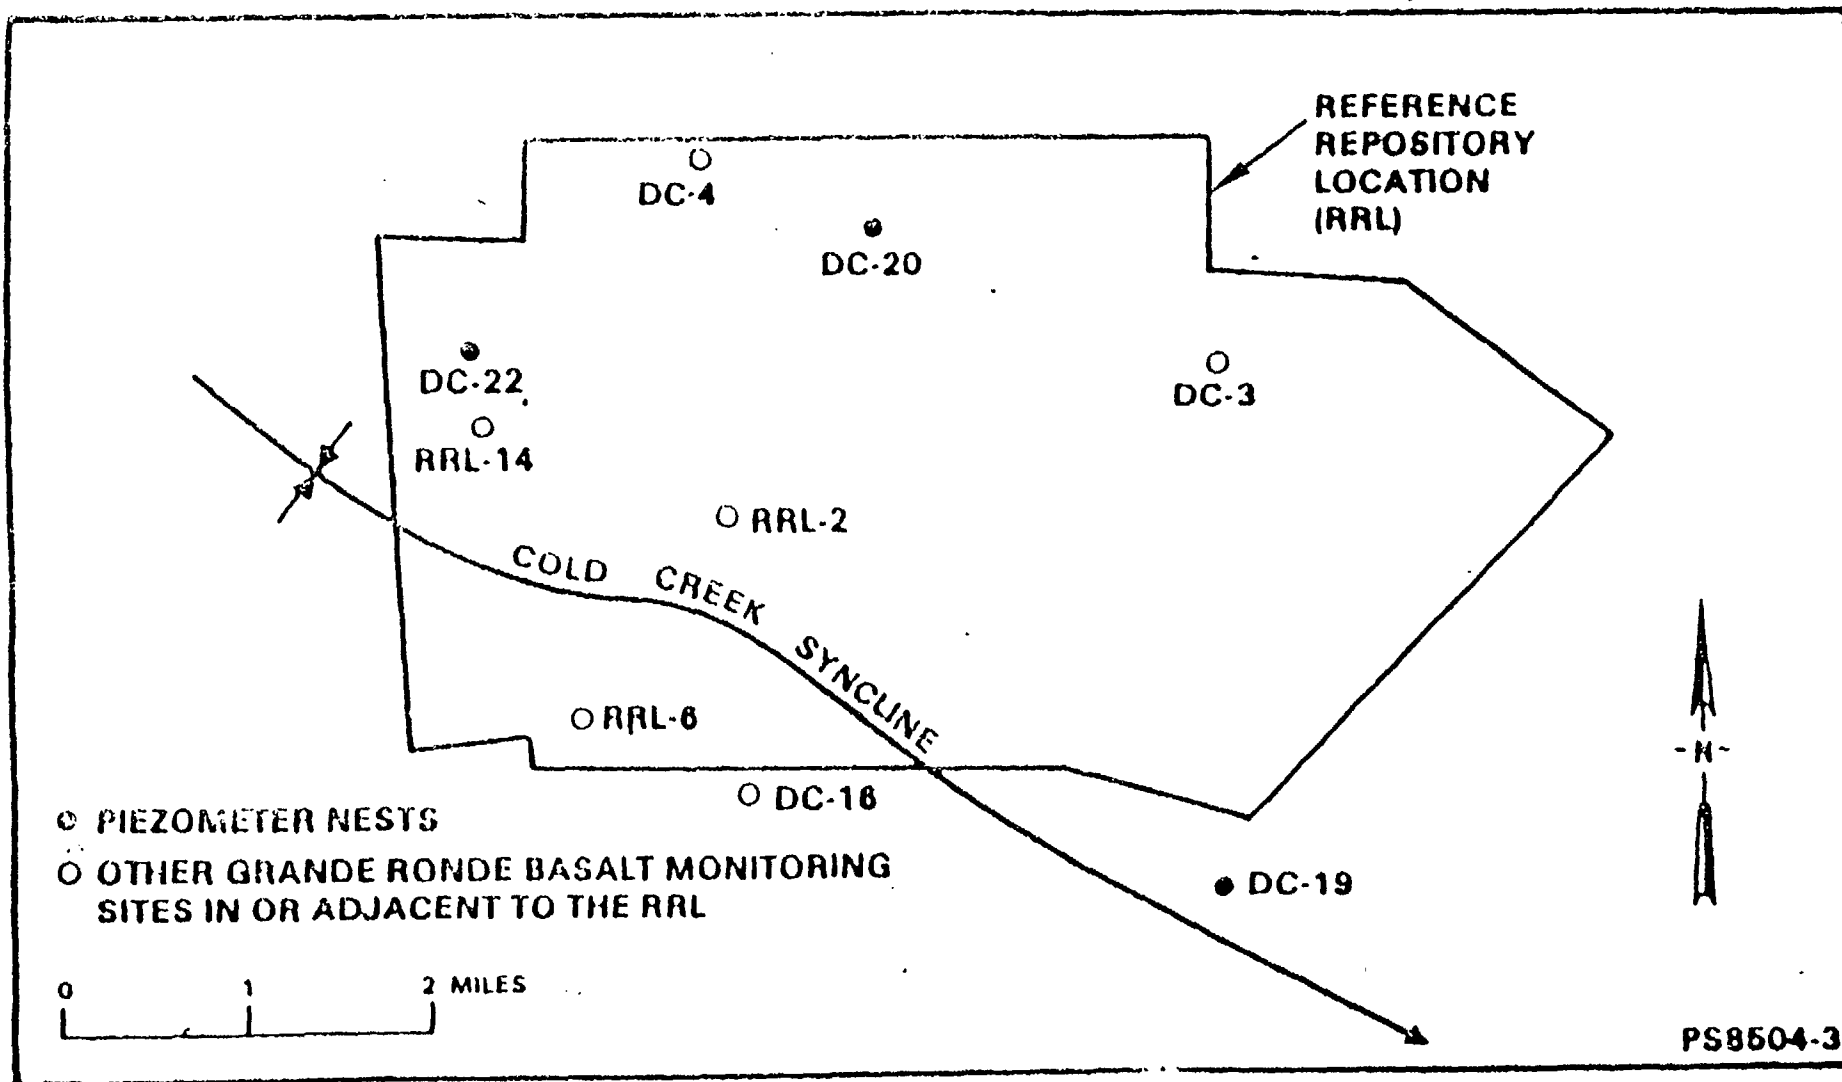 REFERENCE
REPOSITORY
LOCATION
(RRL)
DC-4
DC-20
DC-22
DC-3
RRL-14
RRL-2
COLD CREEK SYNCLINE
RRL-6
DC-16
DC-19
-N-
PIEZOMETER NESTS
OTHER GRANDE RONDE BASALT MONITORING
SITES IN OR ADJACENT TO THE RRL
0 1 2 MILES
PS8504-3